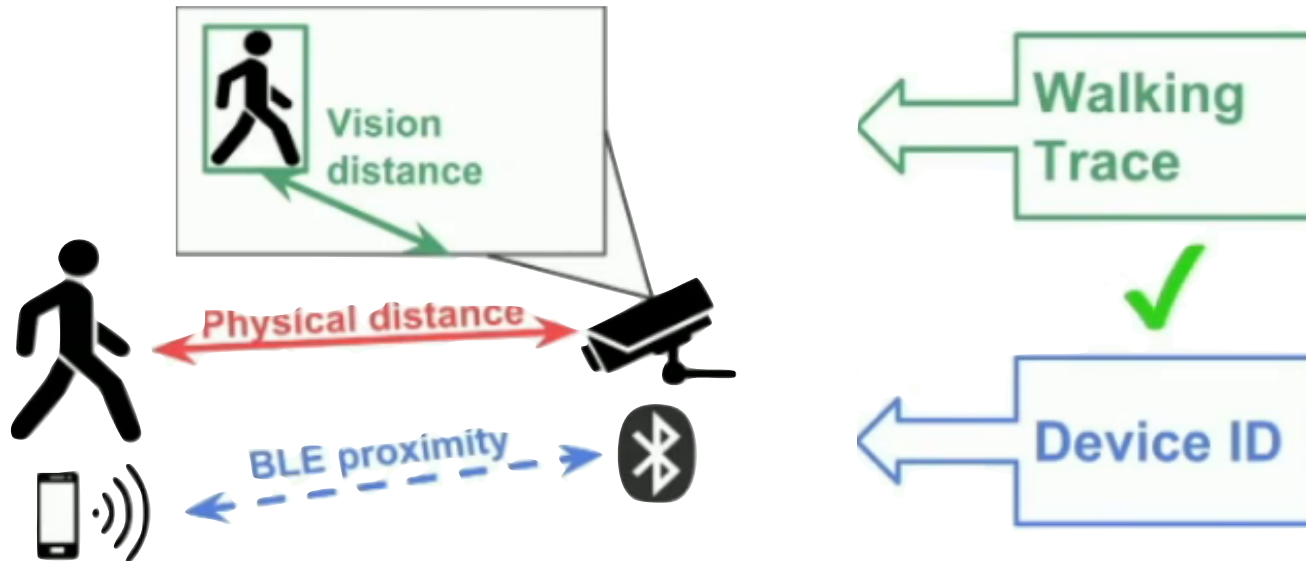 Vision
distance
Physical distance
BLE proximity
Walking
Trace
Device ID